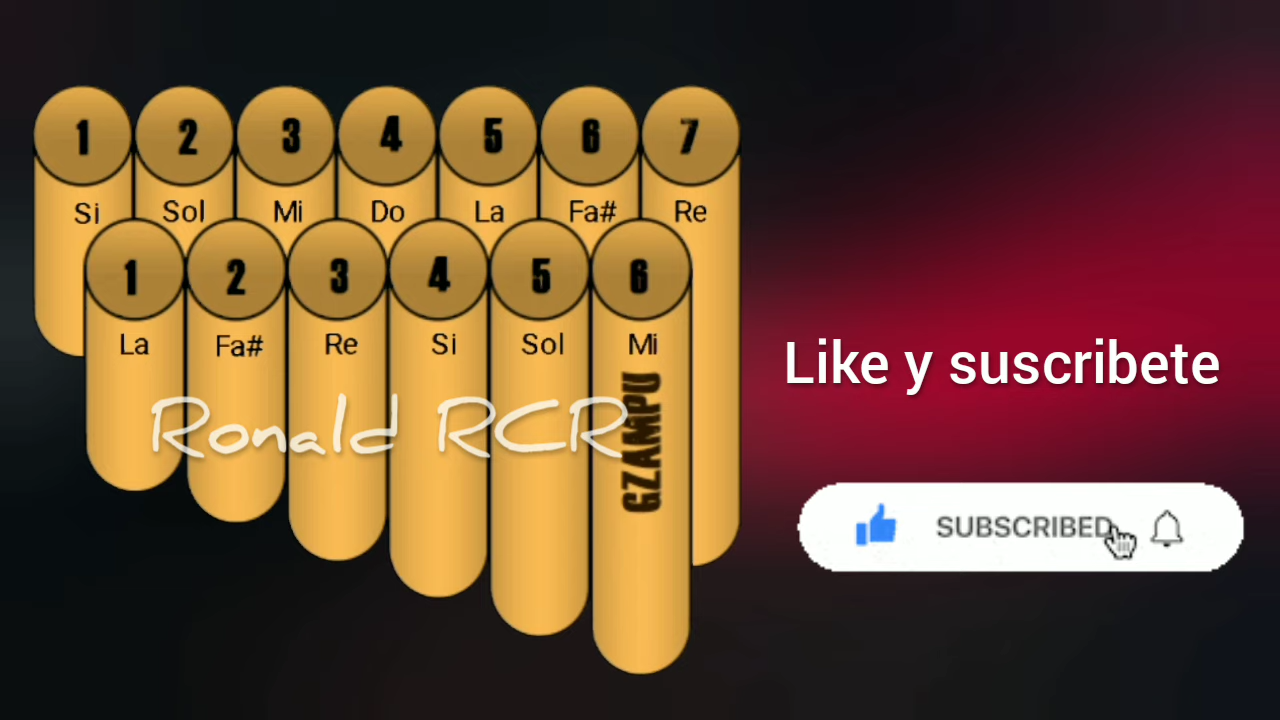 1 2 3 4 5 6 7
Si Sol Mi Do La Fa# Re
1 2 3 4 5 6
La Fa# Re Si Sol Mi
Ronald RCR
GZAMPU
Like y suscribete
SUBSCRIBED